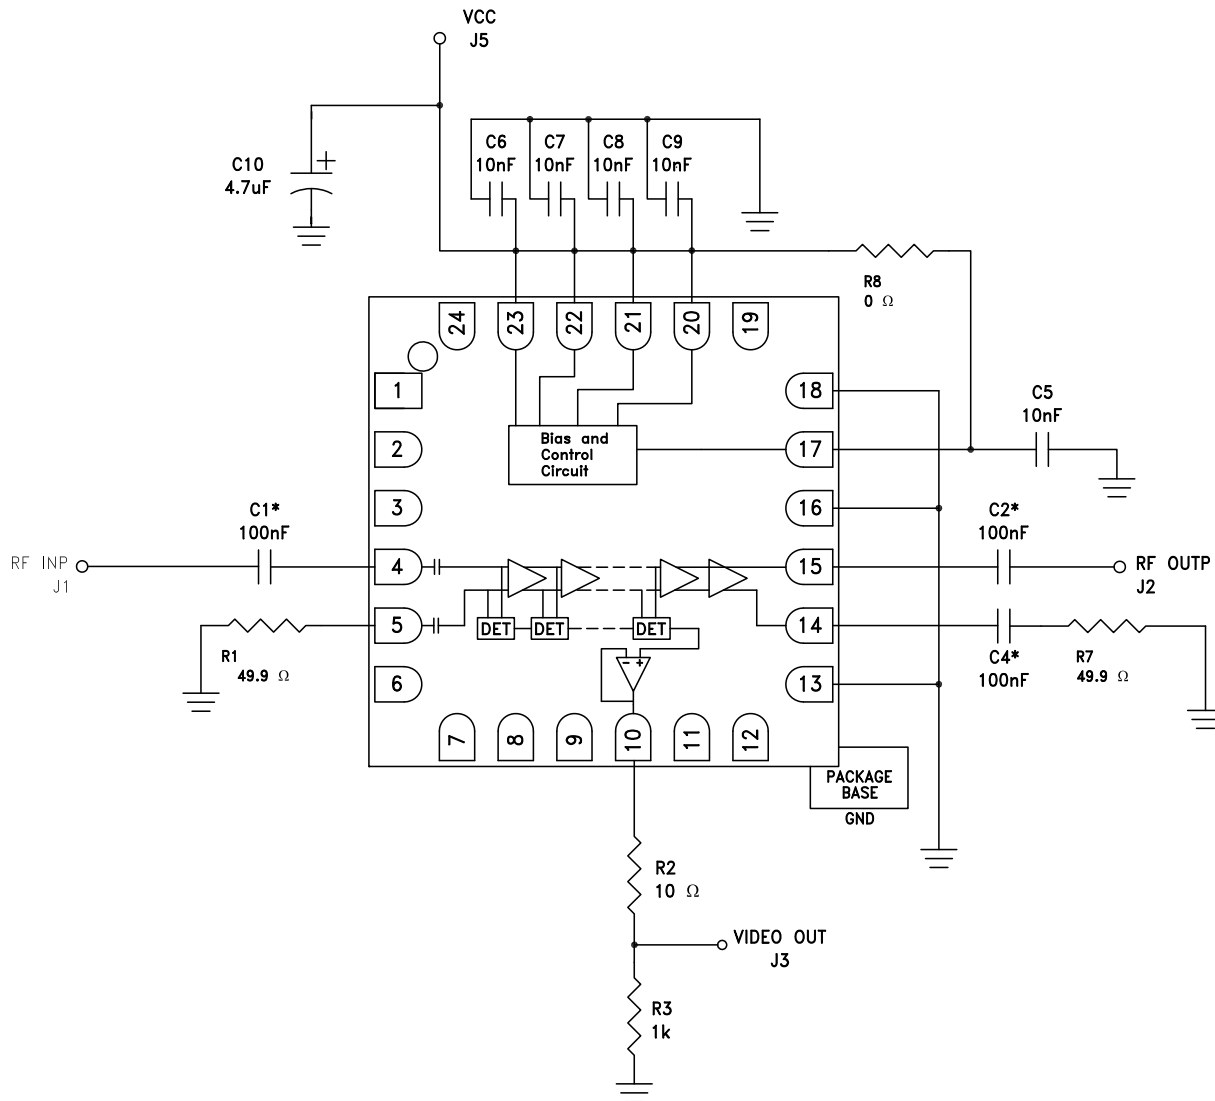 VCC
J5
C10
4.7uF
C6
10nF
C7
10nF
C8
10nF
C9
10nF
R8
0 Ω
24
23
22
21
20
19
1
2
3
4
5
6
18
17
16
15
14
13
Bias and
Control
Circuit
C5
10nF
C1*
100nF
RF INP
J1
R1
49.9 Ω
C2*
100nF
RF OUTP
J2
C4*
100nF
R7
49.9 Ω
DET
DET
DET
- +
7
8
9
10
11
12
PACKAGE
BASE
GND
R2
10 Ω
VIDEO OUT
J3
R3
1k